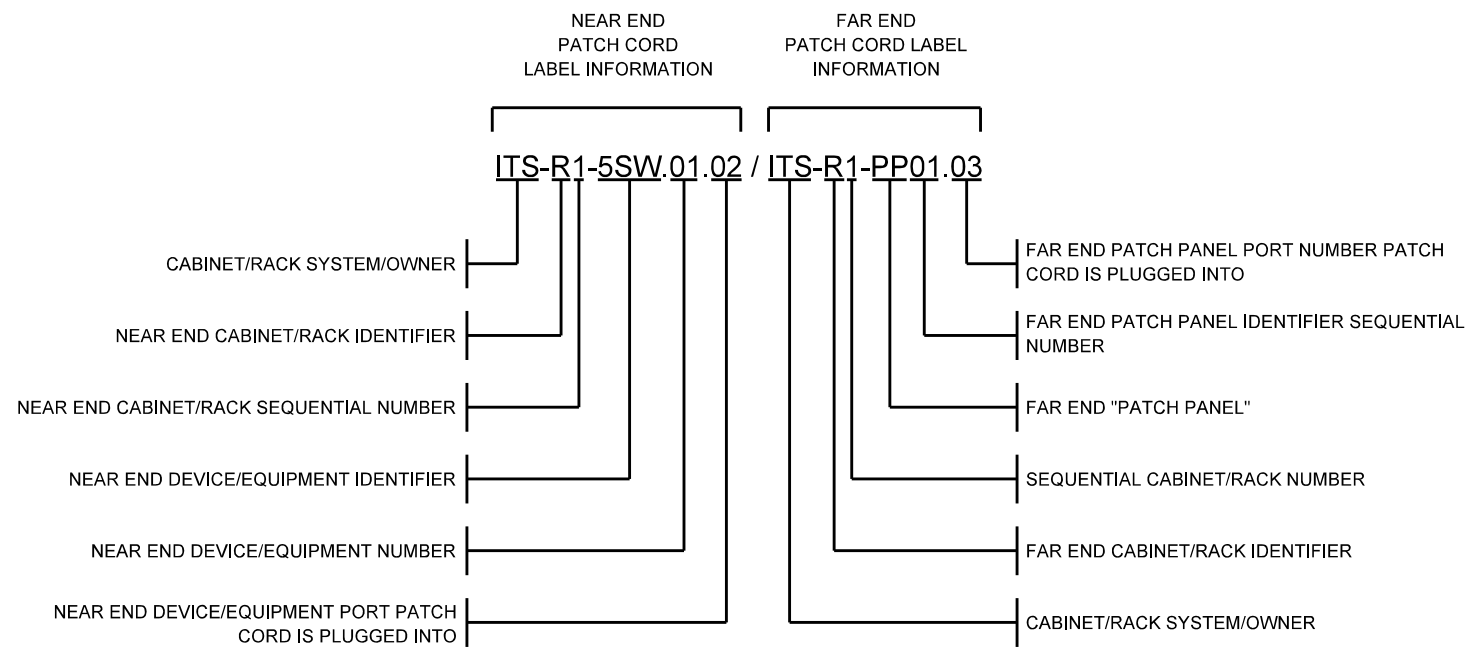 NEAR END
PATCH CORD
LABEL INFORMATION
FAR END
PATCH CORD LABEL
INFORMATION
ITS-R1-5SW.01.02 / ITS-R1-PP01.03
CABINET/RACK SYSTEM/OWNER
NEAR END CABINET/RACK IDENTIFIER
NEAR END CABINET/RACK SEQUENTIAL NUMBER
NEAR END DEVICE/EQUIPMENT IDENTIFIER
NEAR END DEVICE/EQUIPMENT NUMBER
NEAR END DEVICE/EQUIPMENT PORT PATCH
CORD IS PLUGGED INTO
FAR END PATCH PANEL PORT NUMBER PATCH
CORD IS PLUGGED INTO
FAR END PATCH PANEL IDENTIFIER SEQUENTIAL
NUMBER
FAR END "PATCH PANEL"
SEQUENTIAL CABINET/RACK NUMBER
FAR END CABINET/RACK IDENTIFIER
CABINET/RACK SYSTEM/OWNER